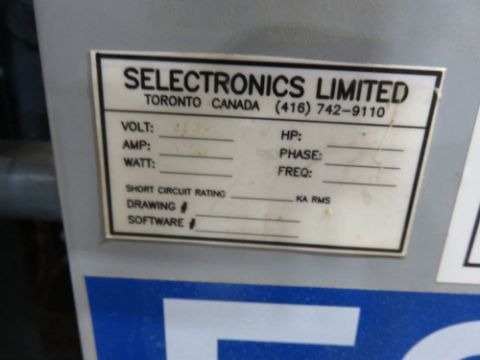 SELECTRONICS LIMITED
TORONTO CANADA (416) 742-9110
VOLT: HP:
AMP: PHASE:
WATT: FREQ:
SHORT CIRCUIT RATING KA RMS
DRAWING #
SOFTWARE #